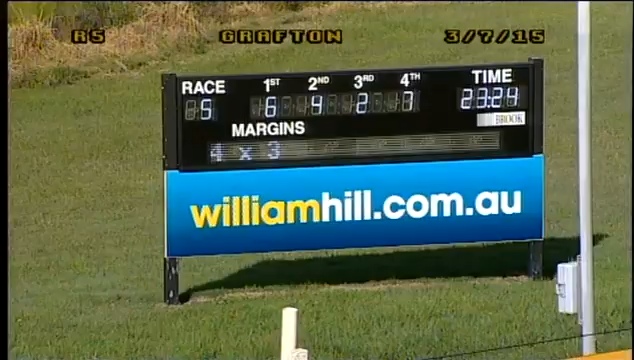 R5 GRAFTON 3/7/15
RACE 1ST 2ND 3RD 4TH TIME
5 6 4 2 7 23:24
BROOK
MARGINS
4 x 3
williamhill.com.au